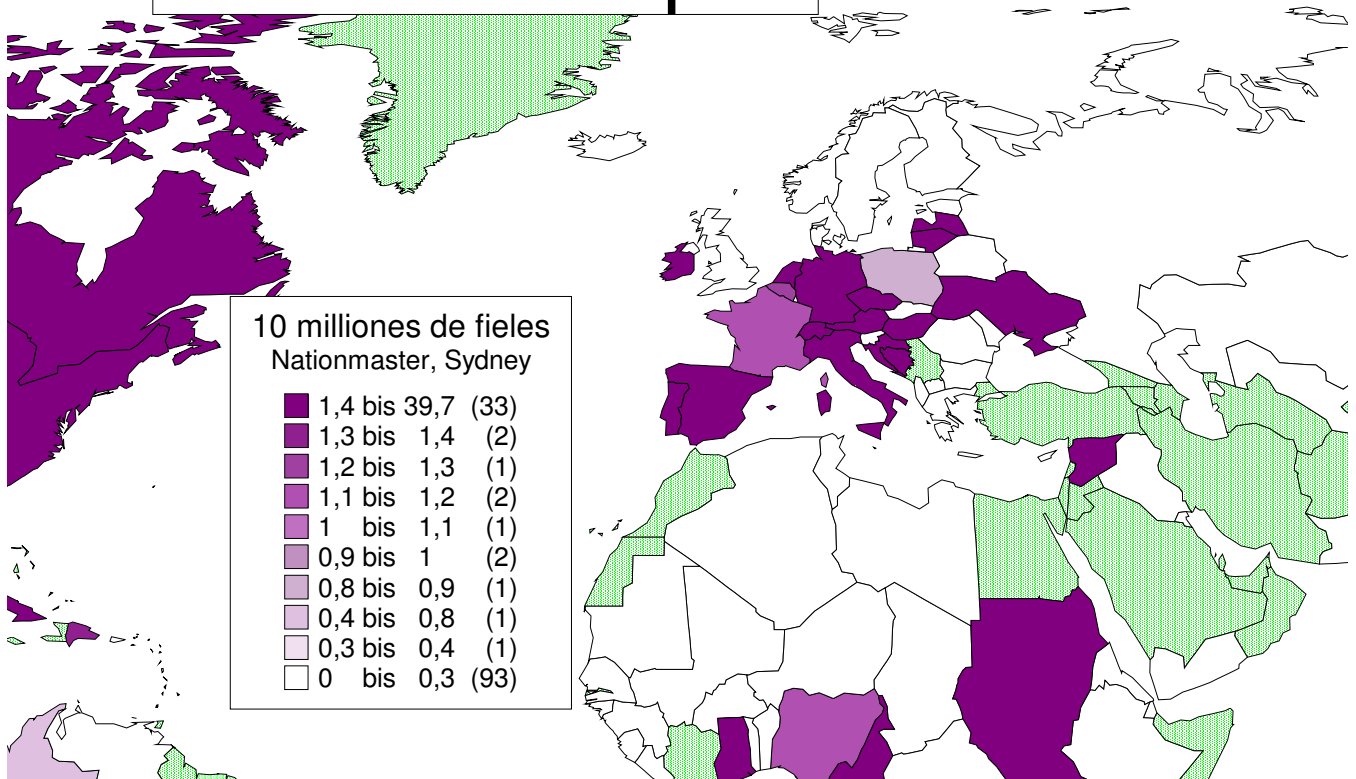 10 milliones de fieles
Nationmaster, Sydney
1,4 bis 39,7 (33)
1,3 bis 1,4 (2)
1,2 bis 1,3 (1)
1,1 bis 1,2 (2)
1 bis 1,1 (1)
0,9 bis 1 (2)
0,8 bis 0,9 (1)
0,4 bis 0,8 (1)
0,3 bis 0,4 (1)
0 bis 0,3 (93)